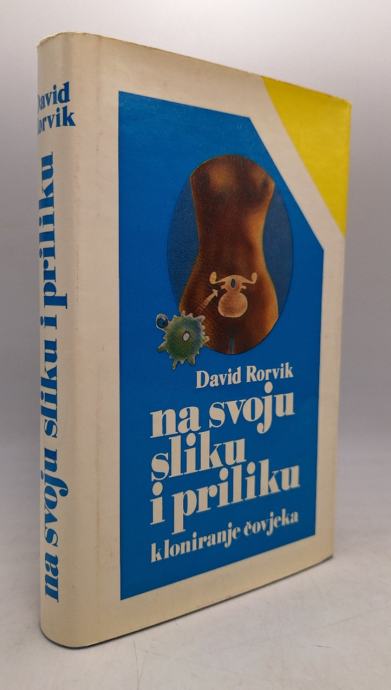 David
Rorvik
na svoju sliku i priliku
David Rorvik
na svoju
sliku
i priliku
kloniranje čovjeka